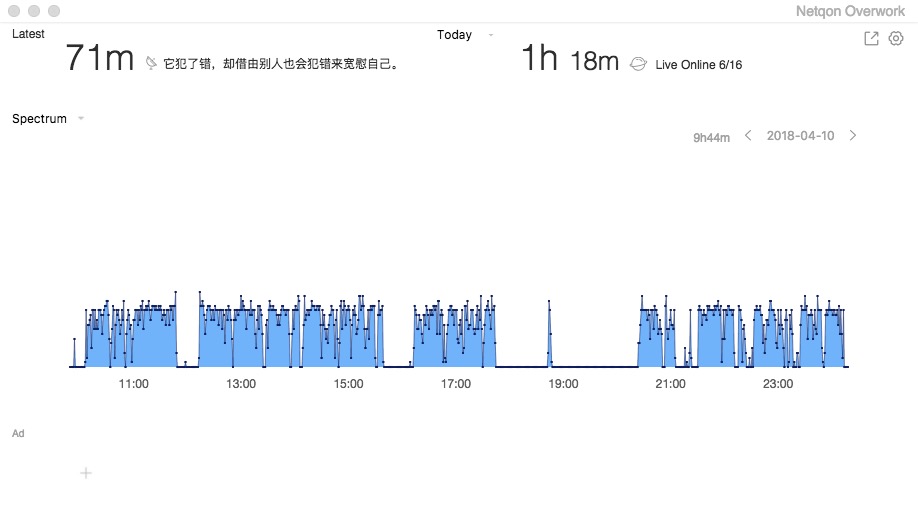 Netqon Overwork
Latest
Today
71m
它犯了错，却借由别人也会犯错来宽慰自己。
1h 18m
Live Online 6/16
Spectrum
9h44m
2018-04-10
11:00
13:00
15:00
17:00
19:00
21:00
23:00
Ad